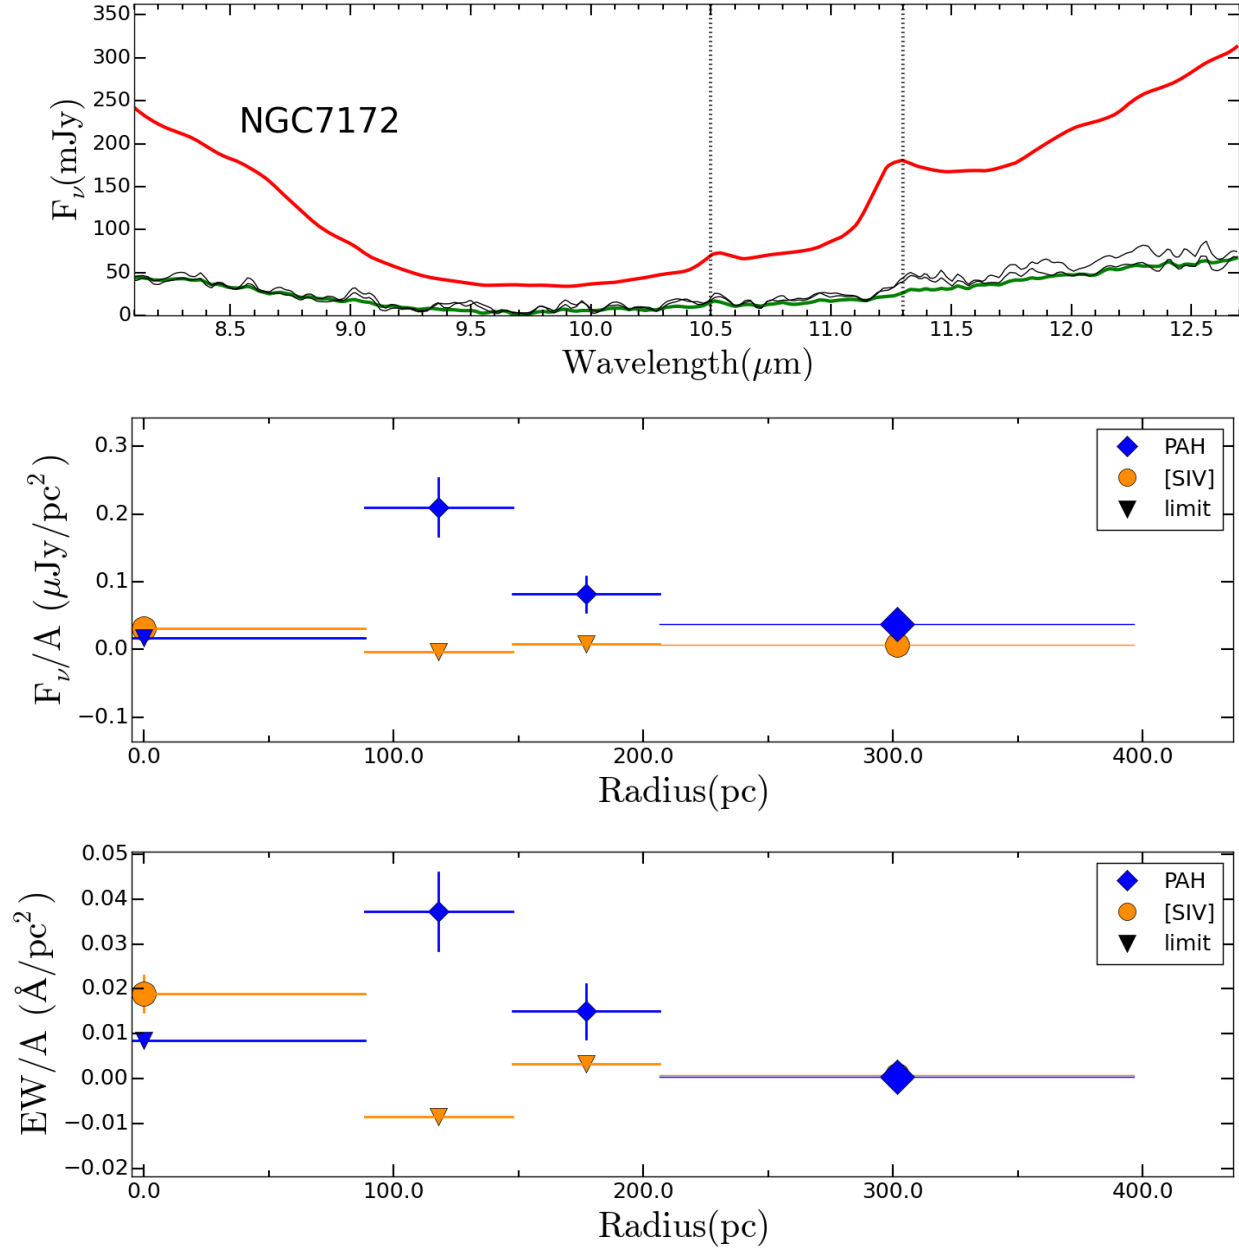 350
300
250
200
150
100
50
0
F_ν(mJy)
NGC7172
8.5 9.0 9.5 10.0 10.5 11.0 11.5 12.0 12.5
Wavelength(μm)
0.3
0.2
0.1
0.0
−0.1
F_ν/A (μJy/pc²)
PAH
[SIV]
limit
0.0 100.0 200.0 300.0 400.0
Radius(pc)
0.05
0.04
0.03
0.02
0.01
0.00
−0.01
−0.02
EW/A (Å/pc²)
PAH
[SIV]
limit
0.0 100.0 200.0 300.0 400.0
Radius(pc)